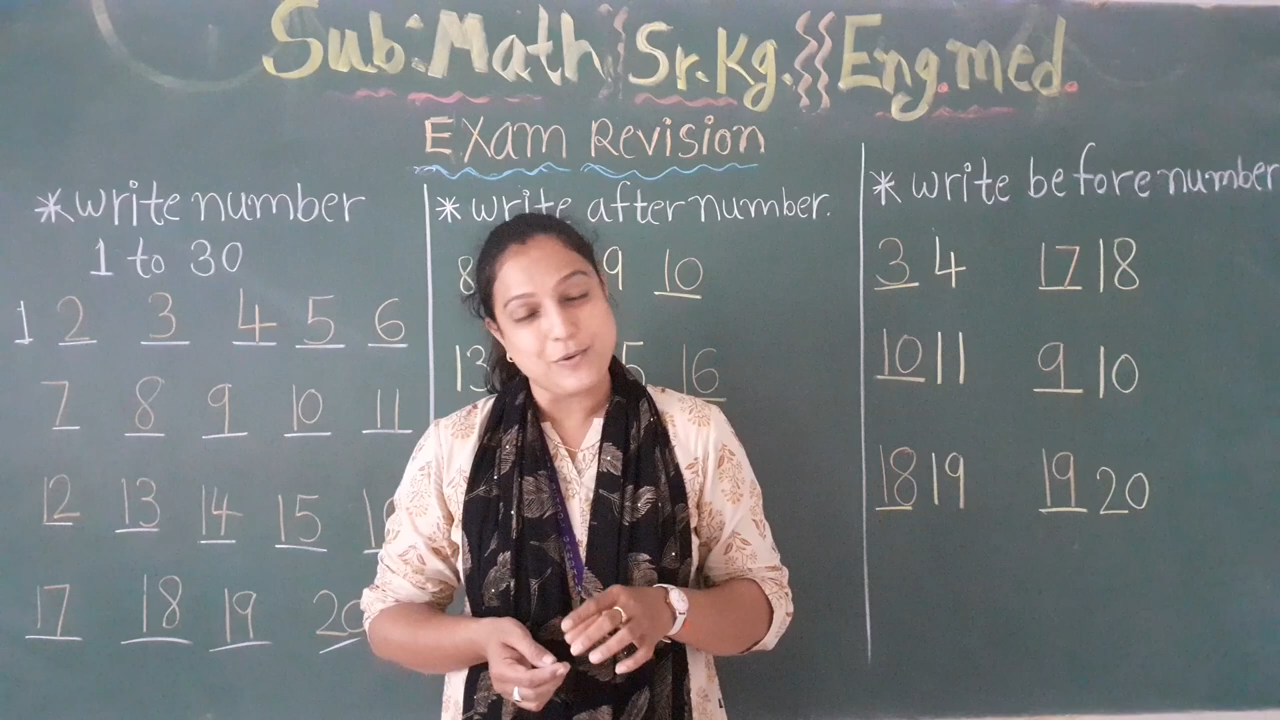 Sub:Math Sr.Kg. Eng.med.
Exam Revision
* write number
1 to 30
1 2 3 4 5 6
7 8 9 10 11
12 13 14 15
17 18 19 20
* write after number.
8 9 10
13 16
* write before number
3 4 17 18
10 11 9 10
18 19 19 20